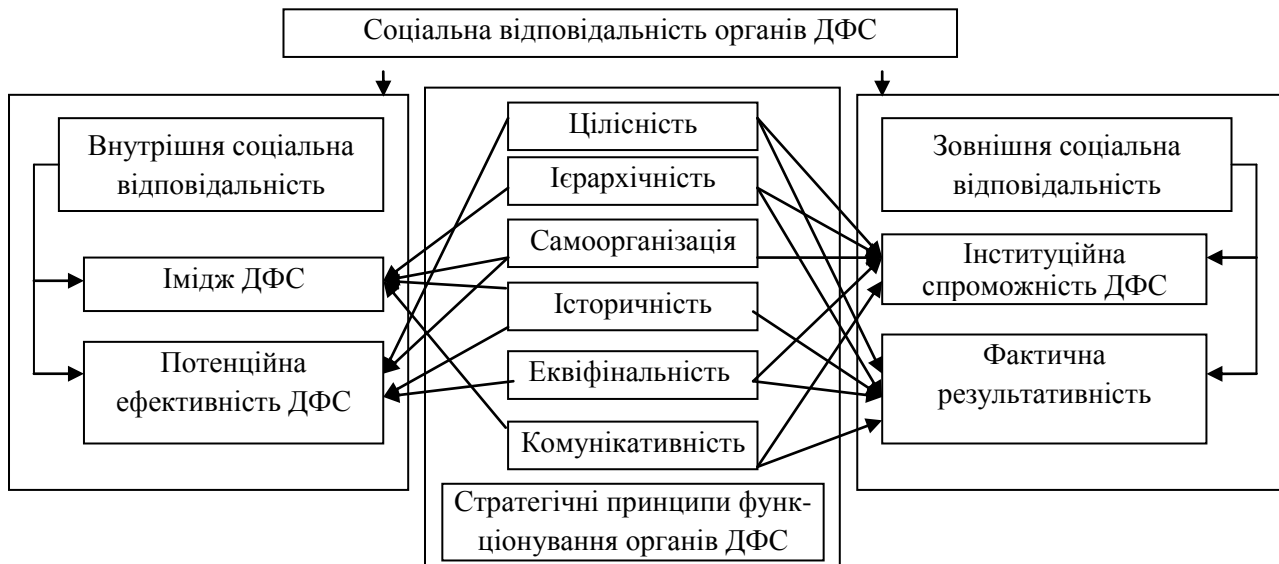 Соціальна відповідальність органів ДФС
Внутрішня соціальна
відповідальність
Імідж ДФС
Потенційна
ефективність ДФС
Цілісність
Ієрархічність
Самоорганізація
Історичність
Еквіфінальність
Комунікативність
Стратегічні принципи функ-
ціонування органів ДФС
Зовнішня соціальна
відповідальність
Інституційна
спроможність ДФС
Фактична
результативність